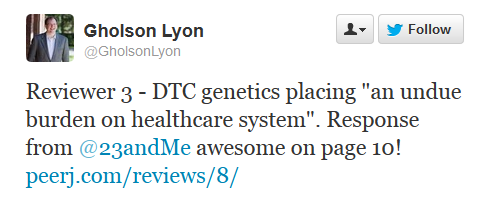 Gholson Lyon
@GholsonLyon
Follow
Reviewer 3 - DTC genetics placing "an undue
burden on healthcare system". Response
from @23andMe awesome on page 10!
peerj.com/reviews/8/